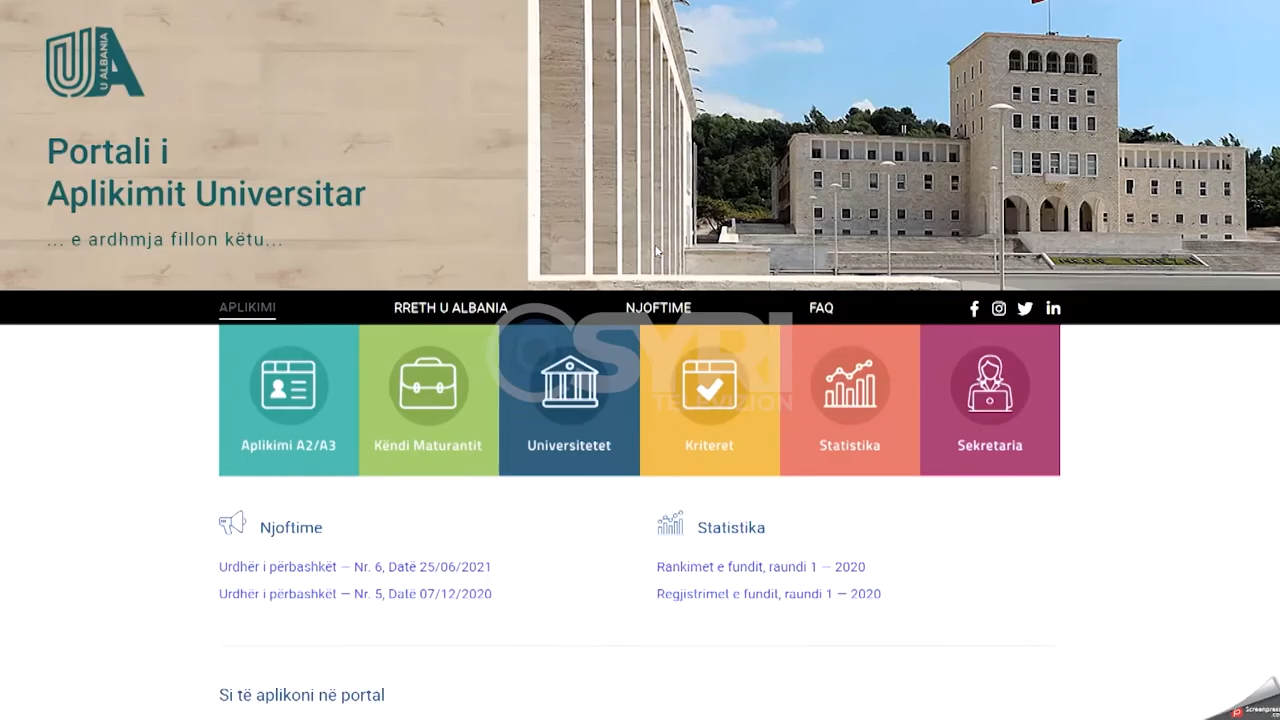 U ALBANIA
Portali i
Aplikimit Universitar
... e ardhmja fillon këtu...
APLIKIMI RRETH U ALBANIA NJOFTIME FAQ
SYRI
TELEVIZION
Aplikimi A2/A3 Këndi Maturantit Universitetet Kriteret Statistika Sekretaria
Njoftime
Urdhër i përbashkët — Nr. 6, Datë 25/06/2021
Urdhër i përbashkët — Nr. 5, Datë 07/12/2020
Statistika
Rankimet e fundit, raundi 1 — 2020
Regjistrimet e fundit, raundi 1 — 2020
Si të aplikoni në portal